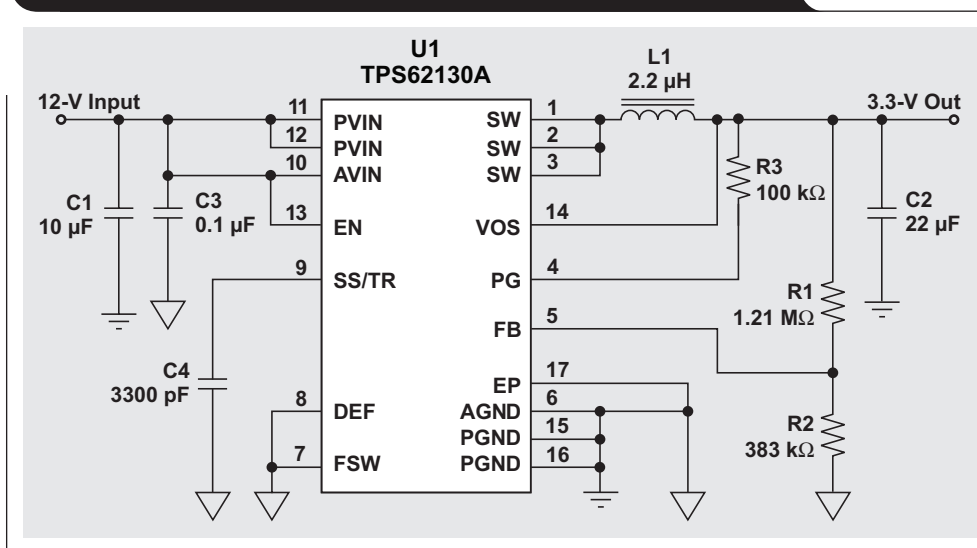 U1
TPS62130A
L1
2.2 µH
12-V Input
3.3-V Out
11
PVIN
12
PVIN
10
AVIN
13
EN
9
SS/TR
8
DEF
7
FSW
SW
1
SW
2
SW
3
VOS
14
PG
4
FB
5
EP
17
AGND
6
PGND
15
PGND
16
C1
10 µF
C3
0.1 µF
C4
3300 pF
R3
100 kΩ
C2
22 µF
R1
1.21 MΩ
R2
383 kΩ